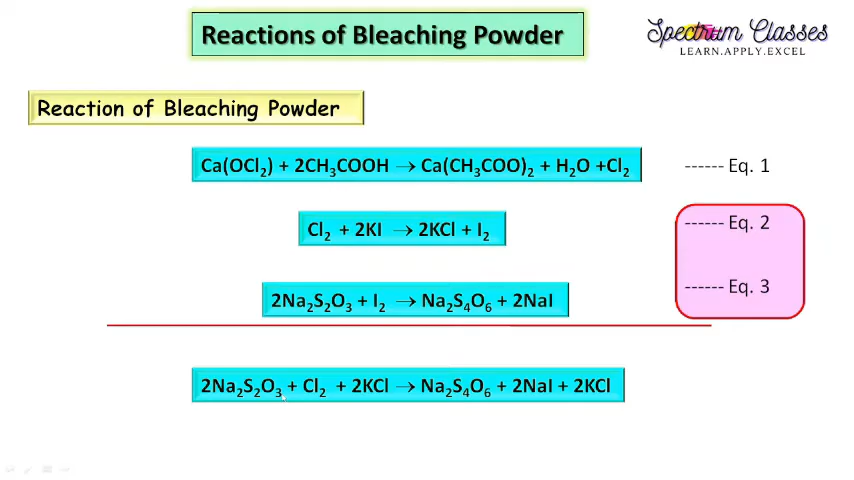 Reactions of Bleaching Powder
Spectrum Classes
LEARN.APPLY.EXCEL
Reaction of Bleaching Powder
Ca(OCl₂) + 2CH₃COOH → Ca(CH₃COO)₂ + H₂O +Cl₂ ------ Eq. 1
Cl₂ + 2KI → 2KCl + I₂ ------ Eq. 2
2Na₂S₂O₃ + I₂ → Na₂S₄O₆ + 2NaI ------ Eq. 3
2Na₂S₂O₃ + Cl₂ + 2KCl → Na₂S₄O₆ + 2NaI + 2KCl